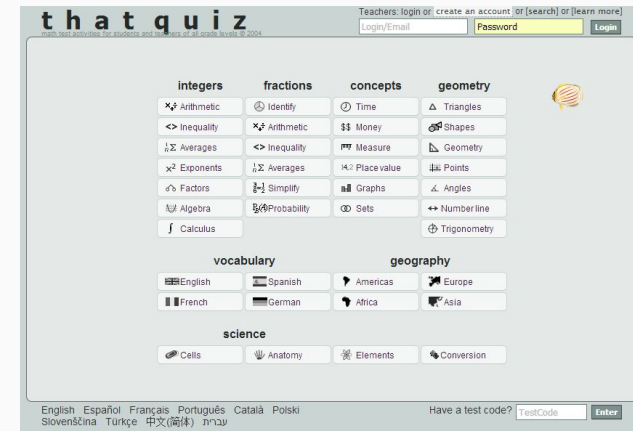 Teachers: login or create an account or [search] or [learn more]
thatquiz
Login/Email Password Login
math test activities for students and teachers of all grade levels © 2004
integers fractions concepts geometry
Arithmetic Identify Time Triangles
<> Inequality Arithmetic $$ Money Shapes
Averages <> Inequality Measure Geometry
x² Exponents Averages 14.2 Place value Points
Factors Simplify Graphs Angles
Algebra Probability Sets Number line
∫ Calculus Trigonometry
vocabulary geography
English Spanish Americas Europe
French German Africa Asia
science
Cells Anatomy Elements Conversion
English Español Français Português Català Polski Have a test code? TestCode Enter
Slovenščina Türkçe 中文(简体) עברית